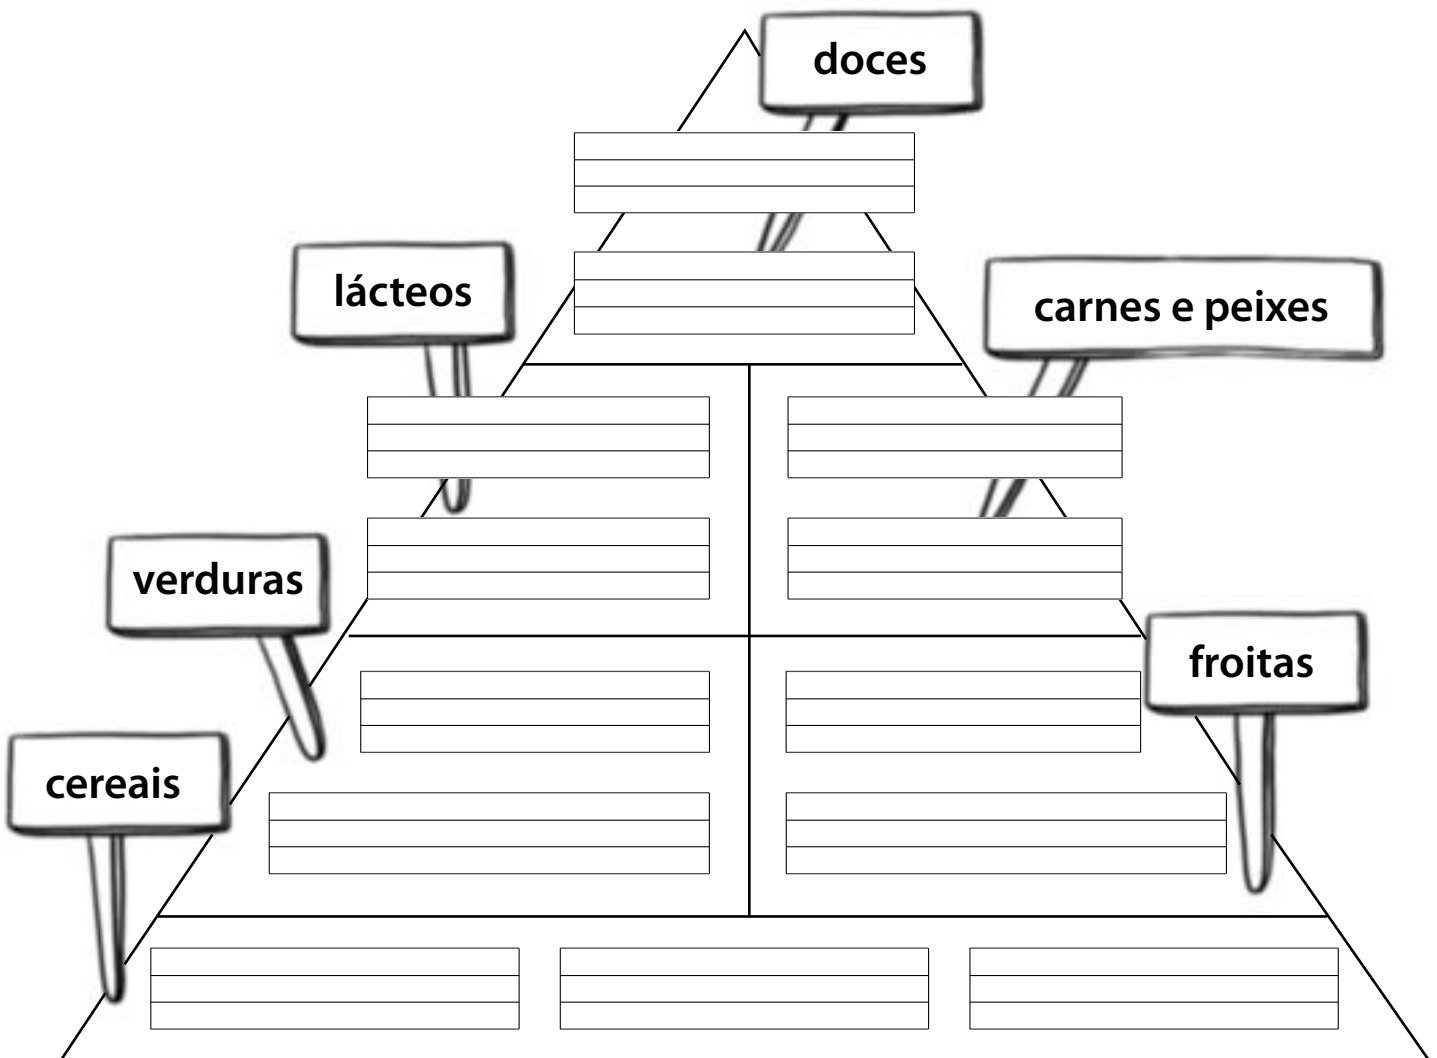 doces
lácteos
carnes e peixes
verduras
froitas
cereais